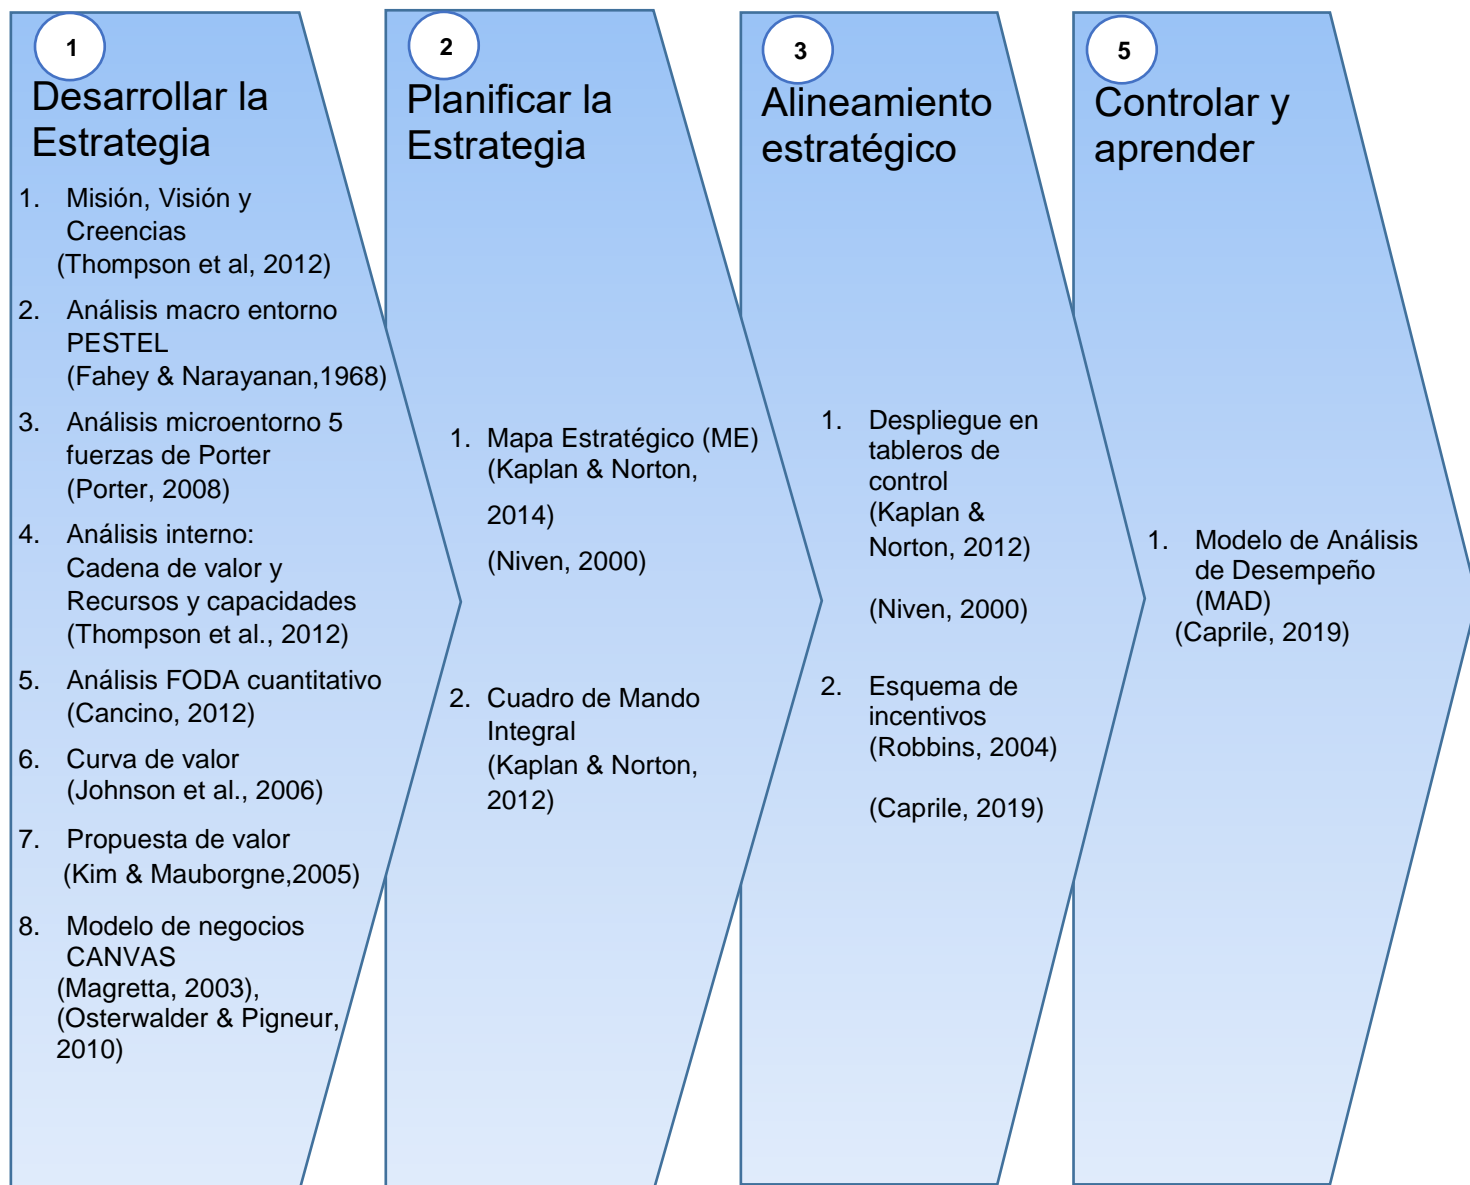 1
Desarrollar la
Estrategia
1. Misión, Visión y
Creencias
(Thompson et al, 2012)
2. Análisis macro entorno
PESTEL
(Fahey & Narayanan,1968)
3. Análisis microentorno 5
fuerzas de Porter
(Porter, 2008)
4. Análisis interno:
Cadena de valor y
Recursos y capacidades
(Thompson et al., 2012)
5. Análisis FODA cuantitativo
(Cancino, 2012)
6. Curva de valor
(Johnson et al., 2006)
7. Propuesta de valor
(Kim & Mauborgne,2005)
8. Modelo de negocios
CANVAS
(Magretta, 2003),
(Osterwalder & Pigneur,
2010)
2
Planificar la
Estrategia
1. Mapa Estratégico (ME)
(Kaplan & Norton,
2014)
(Niven, 2000)
2. Cuadro de Mando
Integral
(Kaplan & Norton,
2012)
3
Alineamiento
estratégico
1. Despliegue en
tableros de
control
(Kaplan &
Norton, 2012)
(Niven, 2000)
2. Esquema de
incentivos
(Robbins, 2004)
(Caprile, 2019)
5
Controlar y
aprender
1. Modelo de Análisis
de Desempeño
(MAD)
(Caprile, 2019)